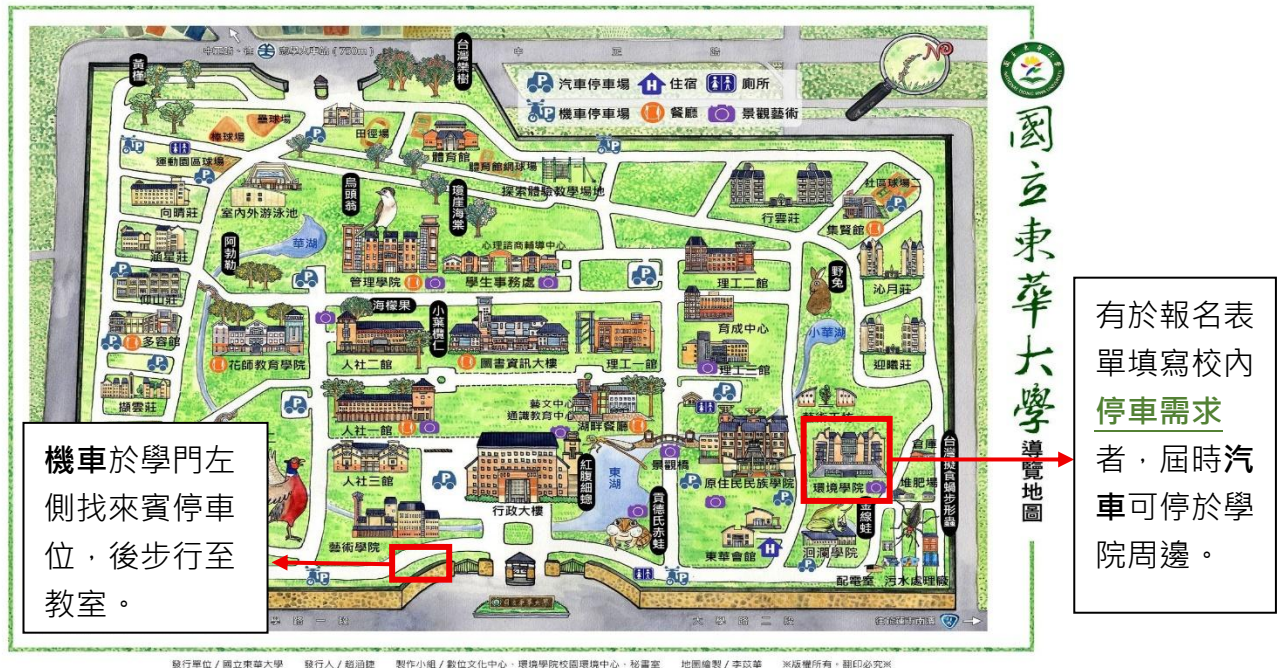 中正路、往
(750m)
中 正 路
黃槿
台灣欒樹
汽車停車場 住宿 廁所
機車停車場 餐廳 景觀藝術
壘球場
棒球場
田徑場
運動園區球場
體育館
體育館網球場
探索體驗教學場地
社區球場二
向晴莊
室內外游泳池
烏頭翁
瓊崖海棠
行雲莊
集賢館
涵星莊
阿勃勒
華湖
心理諮商輔導中心
管理學院
學生事務處
理工二館
野兔
沁月莊
仰山莊
海檬果
小葉欖仁
育成中心
小華湖
多容館
花師教育學院
人社二館
圖書資訊大樓
理工一館
理工三館
迎曦莊
擷雲莊
藝文中心
通識教育中心
人社一館
湖畔餐廳
倉庫
景觀橋
原住民民族學院
環境學院
堆肥場
台灣擬食蝸步形蟲
人社三館
行政大樓
紅腹細蟌
東湖
貢德氏赤蛙
金線蛙
藝術學院
東華會館
洄瀾學院
配電室
污水處理廠
學 路 一 段
大 學 路 二 段
國立東華大學
導覽地圖
機車於學門左
側找來賓停車
位，後步行至
教室。
有於報名表
單填寫校內
停車需求
者，屆時汽
車可停於學
院周邊。
發行單位/國立東華大學 發行人/趙涵㨗 製作小組/數位文化中心、環境學院校園環境中心、秘書室 地圖繪製/李苡華 ※版權所有。翻印必究※